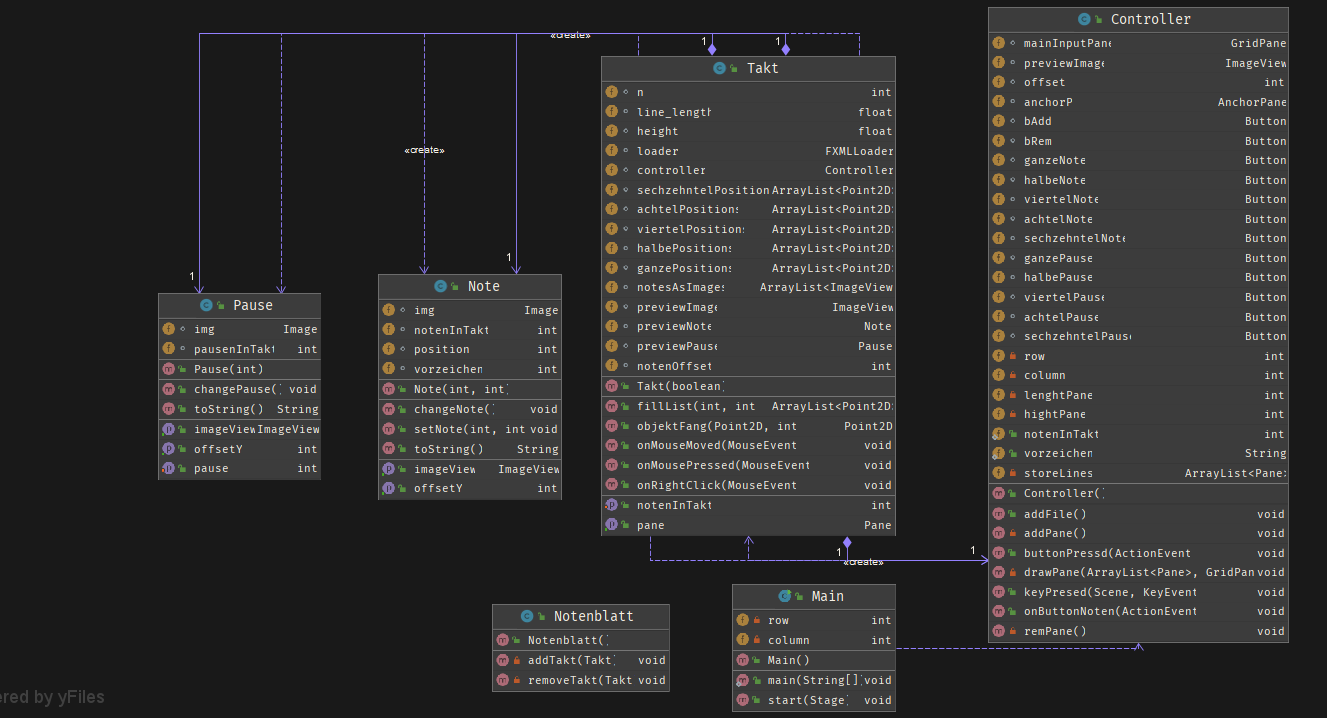 «create»
1
1
1
«create»
1
Pause
img Image
pausenInTakt int
Pause(int)
changePause( void
toString() String
imageView ImageView
offsetY int
pause int
Note
img Image
notenInTakt int
position int
vorzeichen int
Note(int, int)
changeNote() void
setNote(int, int void
toString() String
imageView ImageView
offsetY int
Takt
n int
line_length float
height float
loader FXMLLoader
controller Controller
sechzehntelPosition ArrayList<Point2D>
achtelPositions ArrayList<Point2D>
viertelPositions ArrayList<Point2D>
halbePositions ArrayList<Point2D>
ganzePositions ArrayList<Point2D>
notesAsImages ArrayList<ImageView
previewImage ImageView
previewNote Note
previewPause Pause
notenOffset int
Takt(boolean)
fillList(int, int ArrayList<Point2D>
objektFang(Point2D, int Point2D
onMouseMoved(MouseEvent void
onMousePressed(MouseEvent void
onRightClick(MouseEvent void
notenInTakt int
pane Pane
1
«create»
1
Controller
mainInputPane GridPane
previewImage ImageView
offset int
anchorP AnchorPane
bAdd Button
bRem Button
ganzeNote Button
halbeNote Button
viertelNote Button
achtelNote Button
sechzehntelNote Button
ganzePause Button
halbePause Button
viertelPause Button
achtelPause Button
sechzehntelPause Button
row int
column int
lenghtPane int
hightPane int
notenInTakt int
vorzeichen String
storeLines ArrayList<Pane>
Controller()
addFile() void
addPane() void
buttonPressd(ActionEvent void
drawPane(ArrayList<Pane>, GridPan void
keyPresed(Scene, KeyEvent void
onButtonNoten(ActionEvent void
remPane() void
Notenblatt
Notenblatt()
addTakt(Takt) void
removeTakt(Takt void
Main
row int
column int
Main()
main(String[]) void
start(Stage) void
ered by yFiles